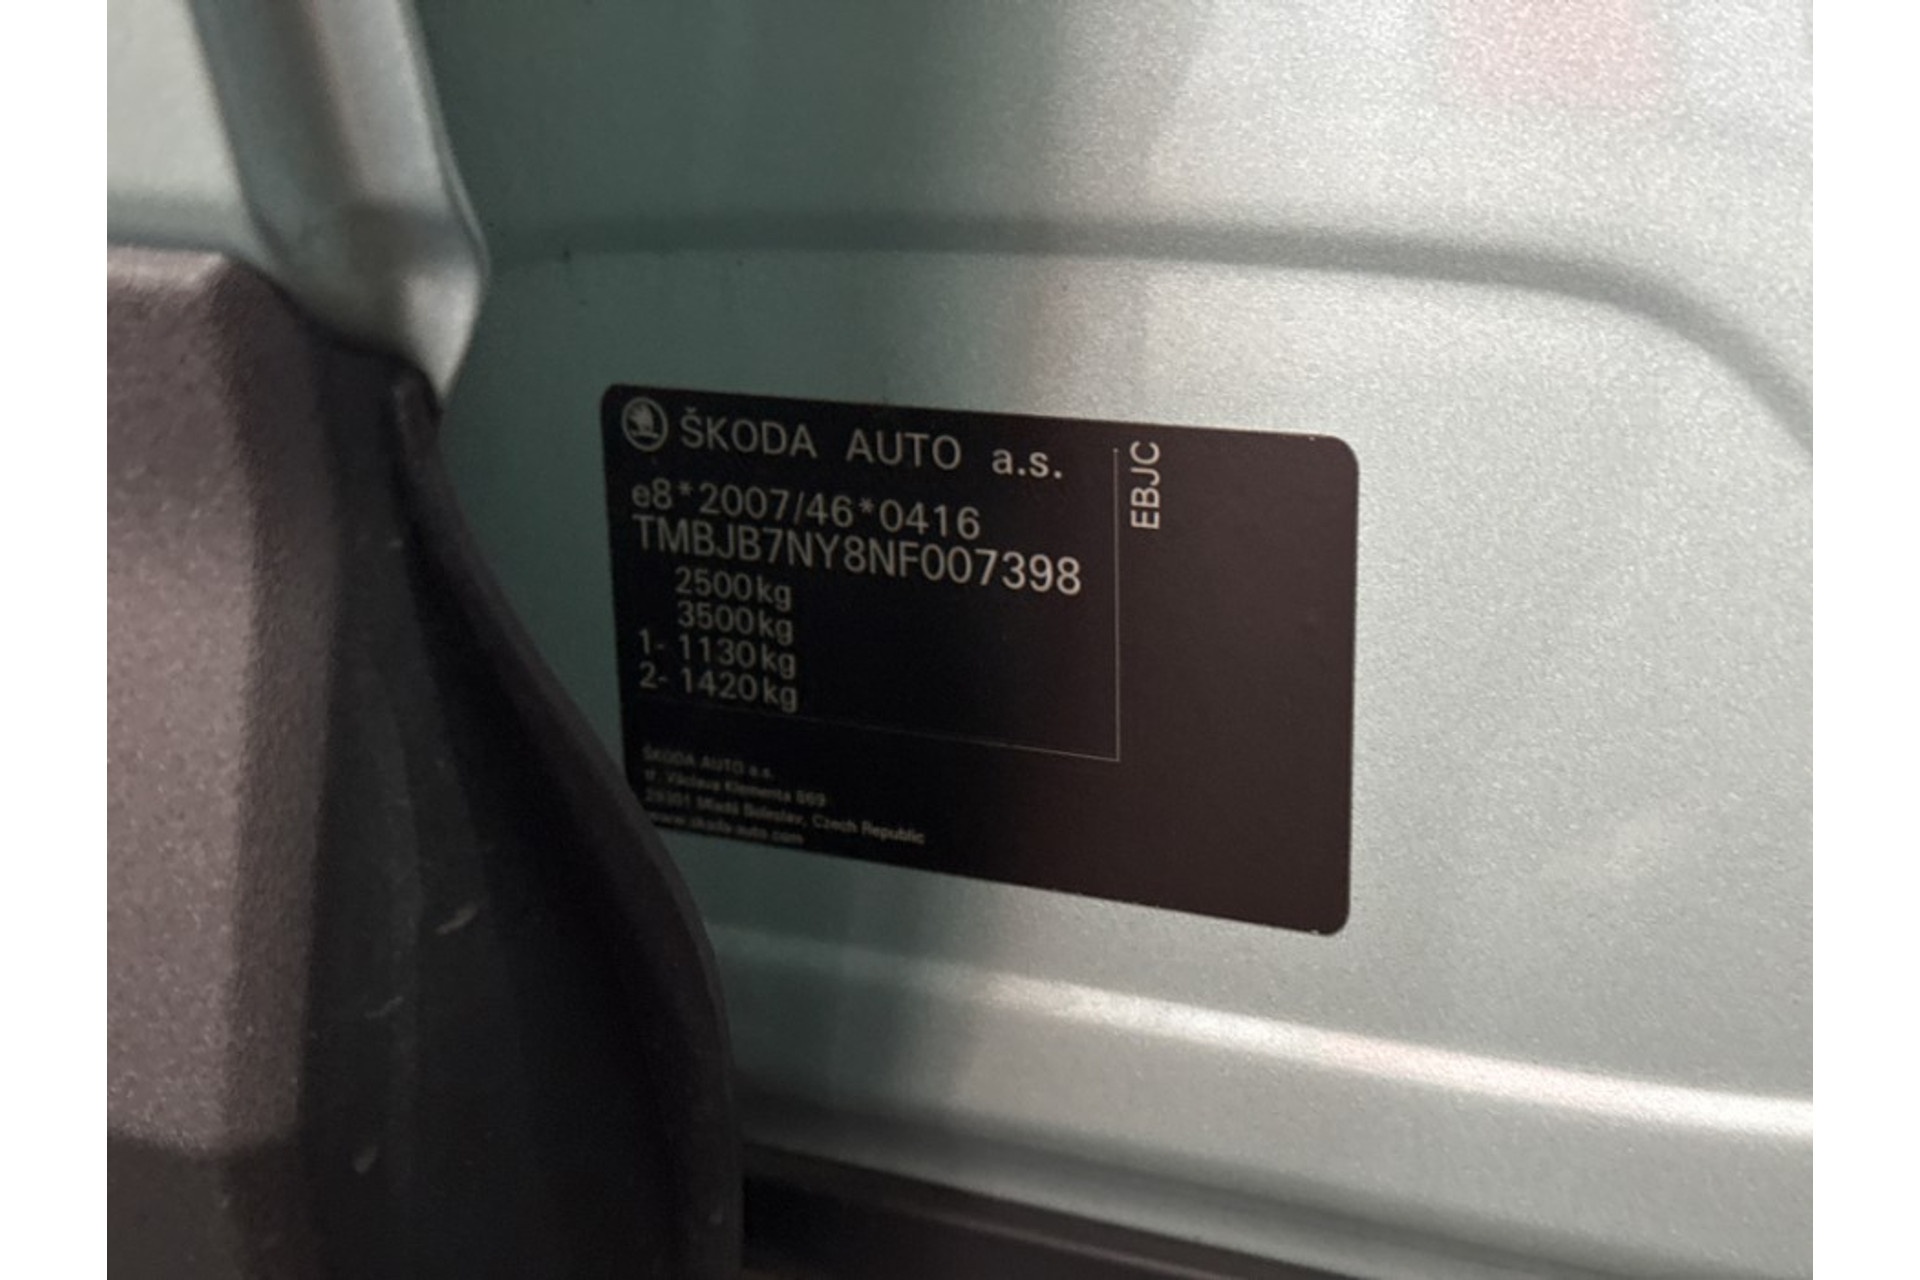 ŠKODA AUTO a.s.
EBJC
e8*2007/46*0416
TMBJB7NY8NF007398
2500kg
3500kg
1- 1130kg
2- 1420kg
ŠKODA AUTO a.s.
tř. Václava Klementa 869
29301 Mladá Boleslav, Czech Republic
www.skoda-auto.com